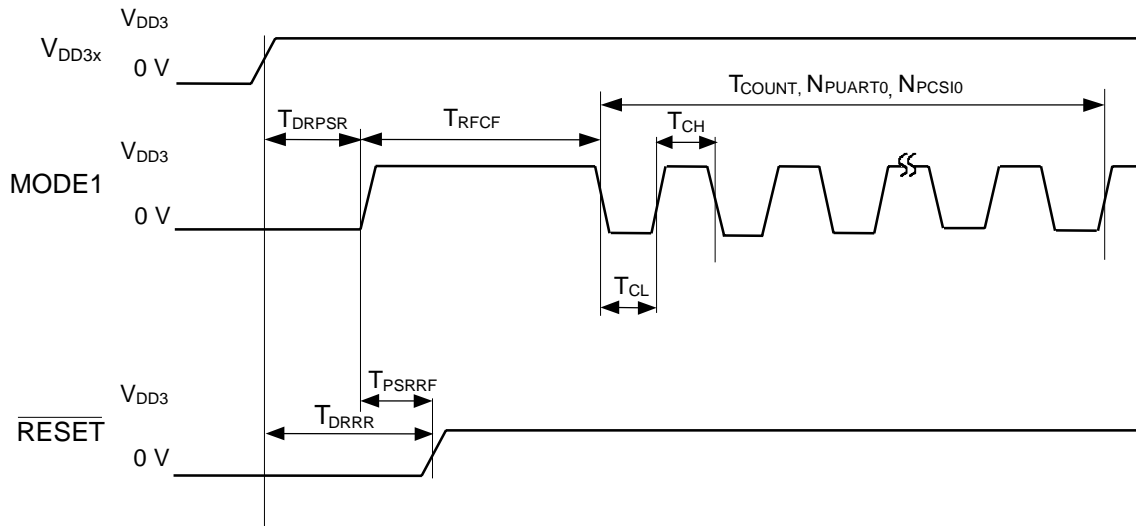 VDD3
VDD3x
0 V
TCOUNT, NPUART0, NPCSI0
TDRPSR
TRFCF
TCH
VDD3
MODE1
0 V
TCL
TPSRRF
VDD3
TDRRR
RESET
0 V